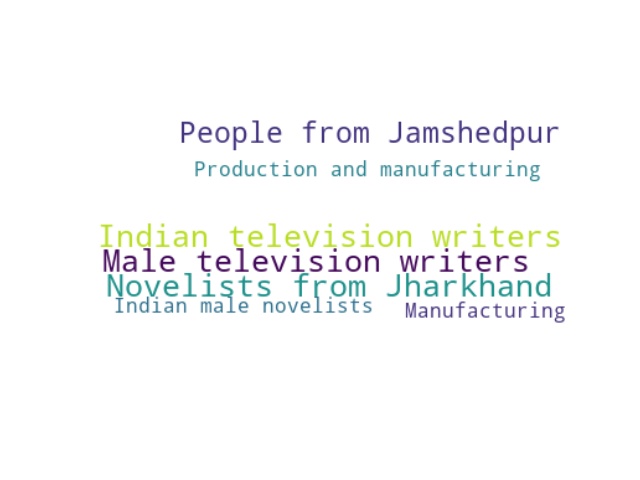 People from Jamshedpur
Production and manufacturing
Indian television writers
Male television writers
Novelists from Jharkhand
Indian male novelists
Manufacturing